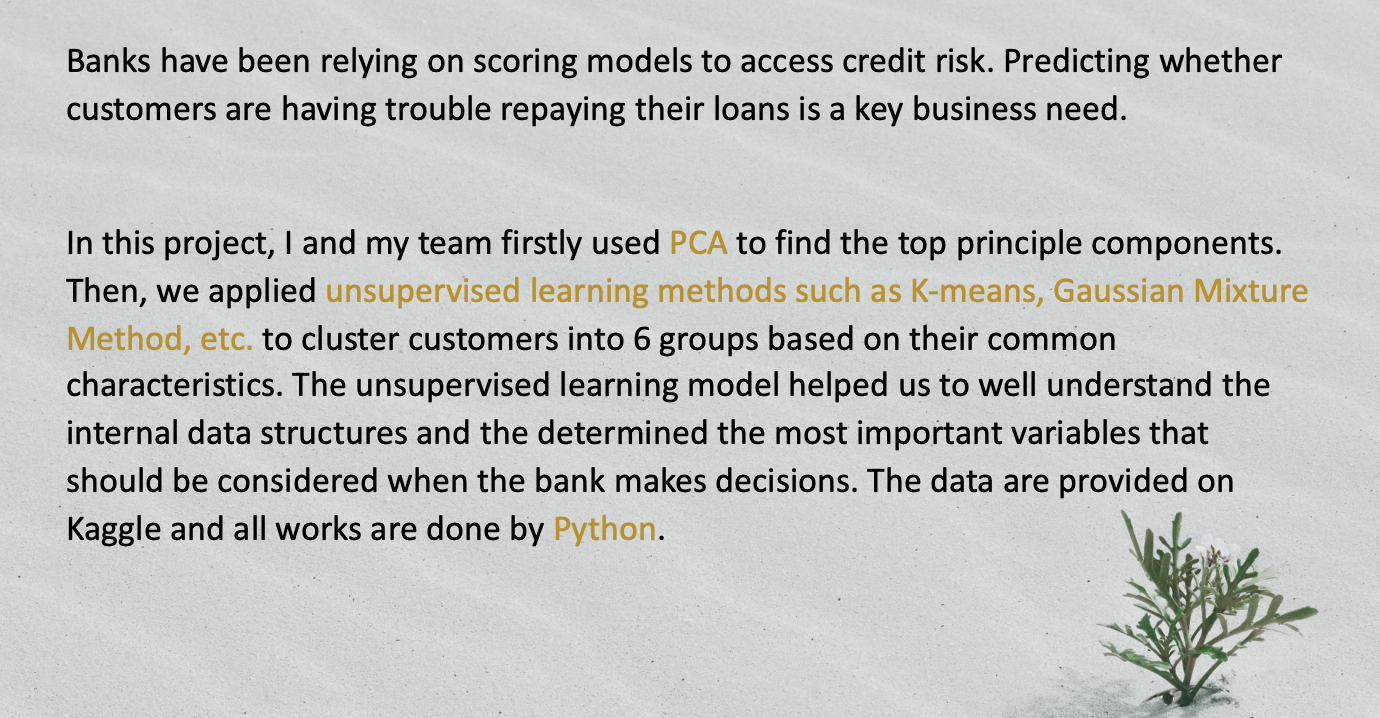 Banks have been relying on scoring models to access credit risk. Predicting whether
customers are having trouble repaying their loans is a key business need.
In this project, I and my team firstly used PCA to find the top principle components.
Then, we applied unsupervised learning methods such as K-means, Gaussian Mixture
Method, etc. to cluster customers into 6 groups based on their common
characteristics. The unsupervised learning model helped us to well understand the
internal data structures and the determined the most important variables that
should be considered when the bank makes decisions. The data are provided on
Kaggle and all works are done by Python.